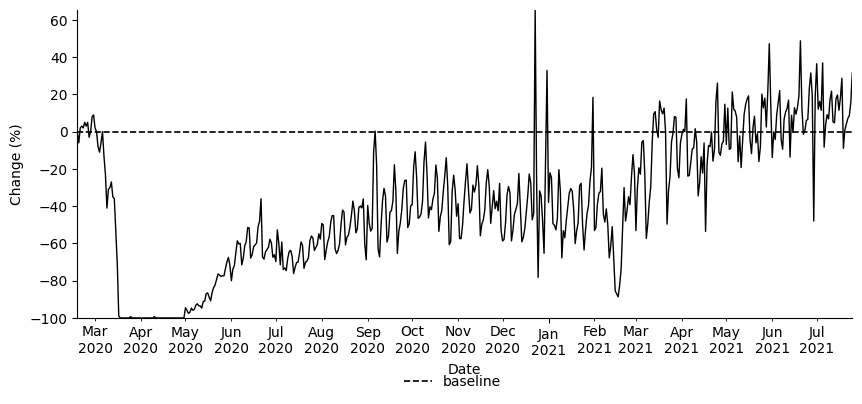 60
40
20
0
−20
−40
−60
−80
−100
Change (%)
Mar Apr May Jun Jul Aug Sep Oct Nov Dec Jan Feb Mar Apr May Jun Jul
2020 2020 2020 2020 2020 2020 2020 2020 2020 2020 2021 2021 2021 2021 2021 2021 2021
Date
baseline